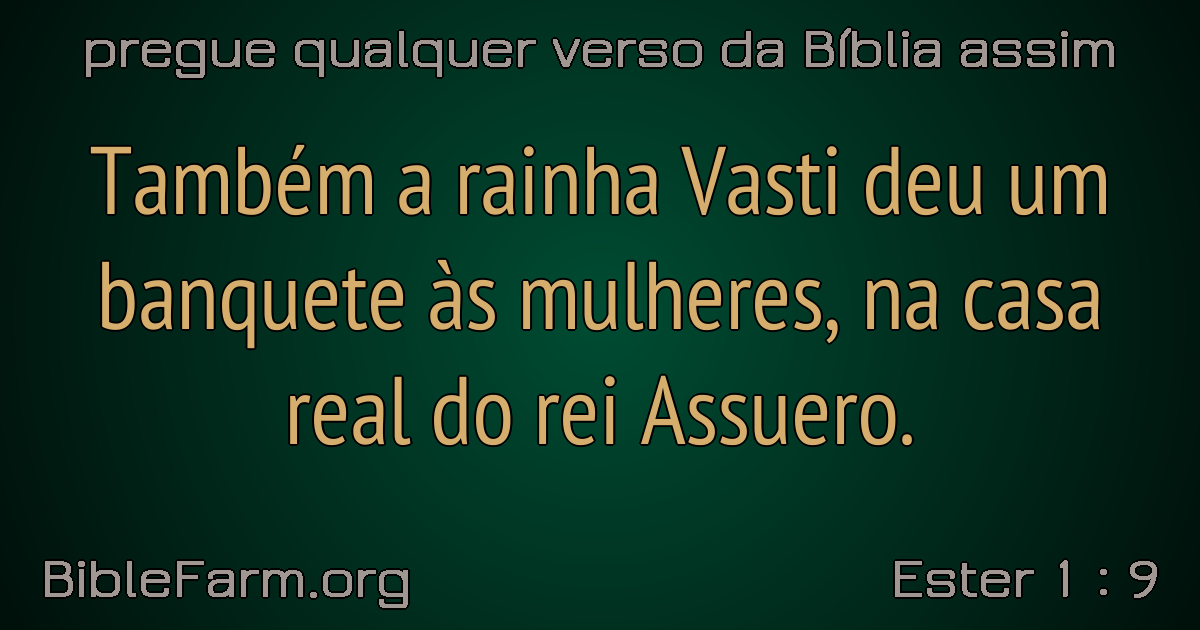 pregue qualquer verso da Bíblia assim
Também a rainha Vasti deu um
banquete às mulheres, na casa
real do rei Assuero.
BibleFarm.org
Ester 1 : 9